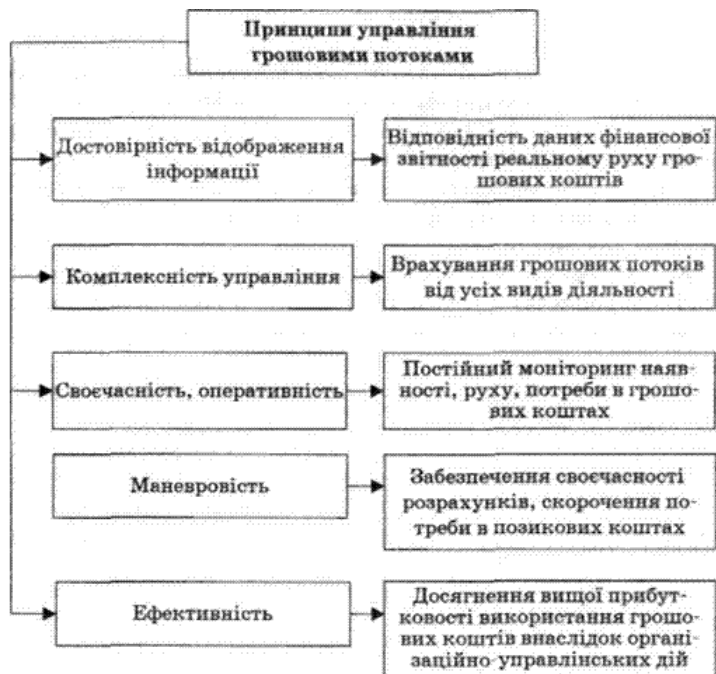 Принципи управління
грошовими потоками
Достовірність відображення
інформації
Відповідність даних фінансової
звітності реальному руху гро-
шових коштів
Комплексність управління
Врахування грошових потоків
від усіх видів діяльності
Своєчасність, оперативність
Постійний моніторинг наяв-
ності, руху, потреби в грошо-
вих коштах
Маневровість
Забезпечення своєчасності
розрахунків, скорочення по-
треби в позикових коштах
Ефективність
Досягнення вищої прибут-
ковості використання грош-
ових коштів внаслідок органі-
заційно-управлінських дій